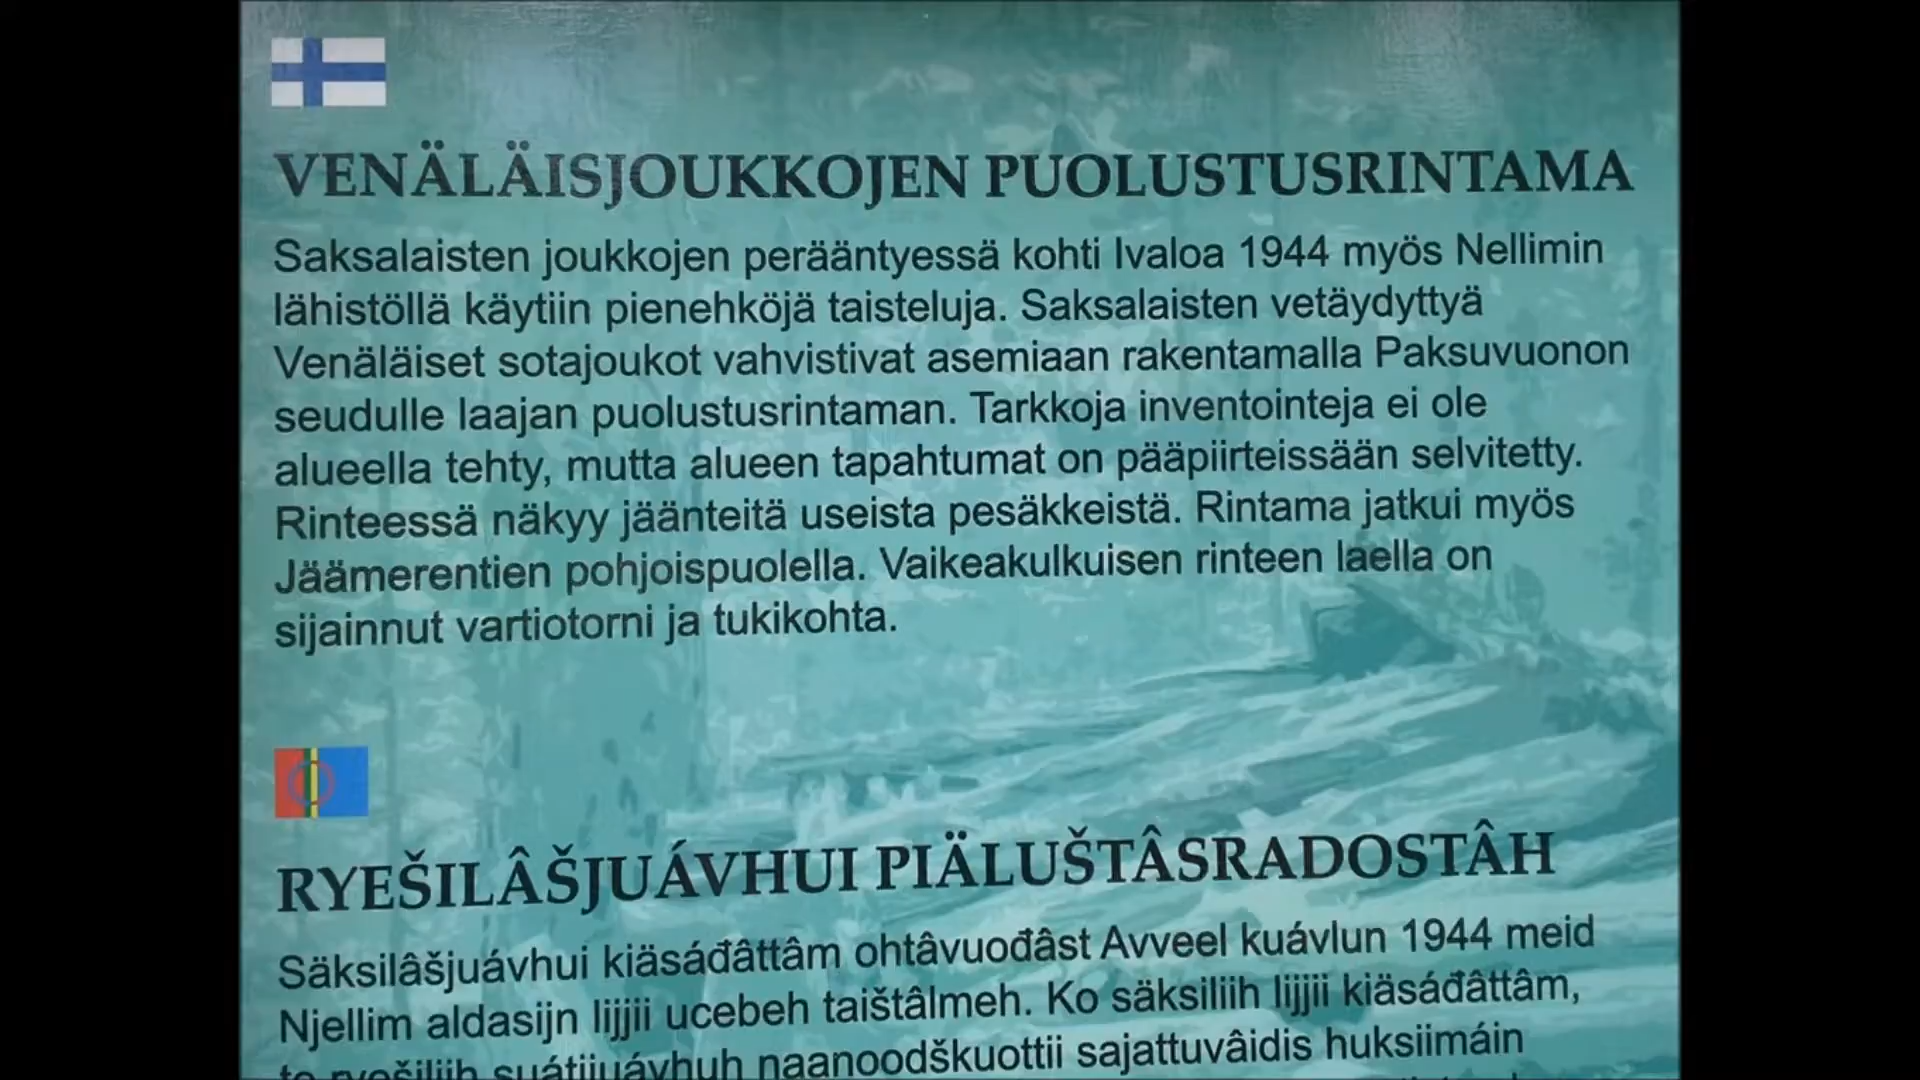 VENÄLÄISJOUKKOJEN PUOLUSTUSRINTAMA
Saksalaisten joukkojen perääntyessä kohti Ivaloa 1944 myös Nellimin
lähistöllä käytiin pienehköjä taisteluja. Saksalaisten vetäydyttyä
Venäläiset sotajoukot vahvistivat asemiaan rakentamalla Paksuvuonon
seudulle laajan puolustusrintaman. Tarkkoja inventointeja ei ole
alueella tehty, mutta alueen tapahtumat on pääpiirteissään selvitetty.
Rinteessä näkyy jäänteitä useista pesäkkeistä. Rintama jatkui myös
Jäämerentien pohjoispuolella. Vaikeakulkuisen rinteen laella on
sijainnut vartiotorni ja tukikohta.
RYEŠILÂŠJUÁVHUI PIÄLUŠTÂSRADOSTÂH
Säksilâšjuávhui kiäsáđâttâm ohtâvuođâst Avveel kuávlun 1944 meid
Njellim aldasijn lijjii ucebeh taištâlmeh. Ko säksiliih lijjii kiäsáđâttâm,
naanoodškuottii sajattuvâidis huksiimáin